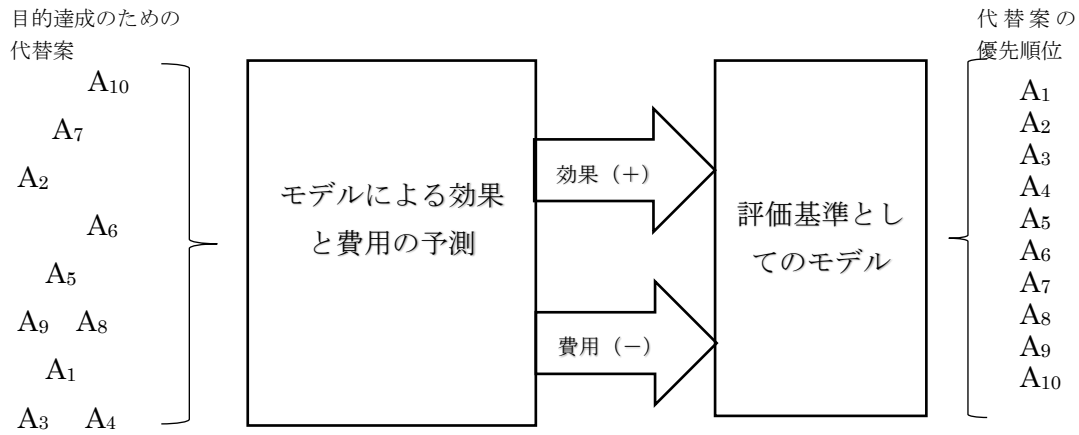 目的達成のための
代替案
A10
A7
A2
A6
A5
A9 A8
A1
A3 A4
モデルによる効果
と費用の予測
効果（＋）
費用（－）
評価基準とし
てのモデル
代替案の
優先順位
A1
A2
A3
A4
A5
A6
A7
A8
A9
A10